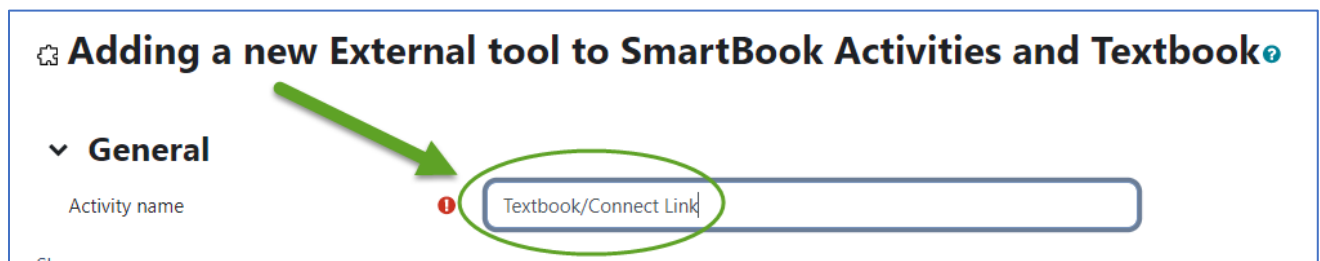 Adding a new External tool to SmartBook Activities and Textbook
General
Activity name
Textbook/Connect Link